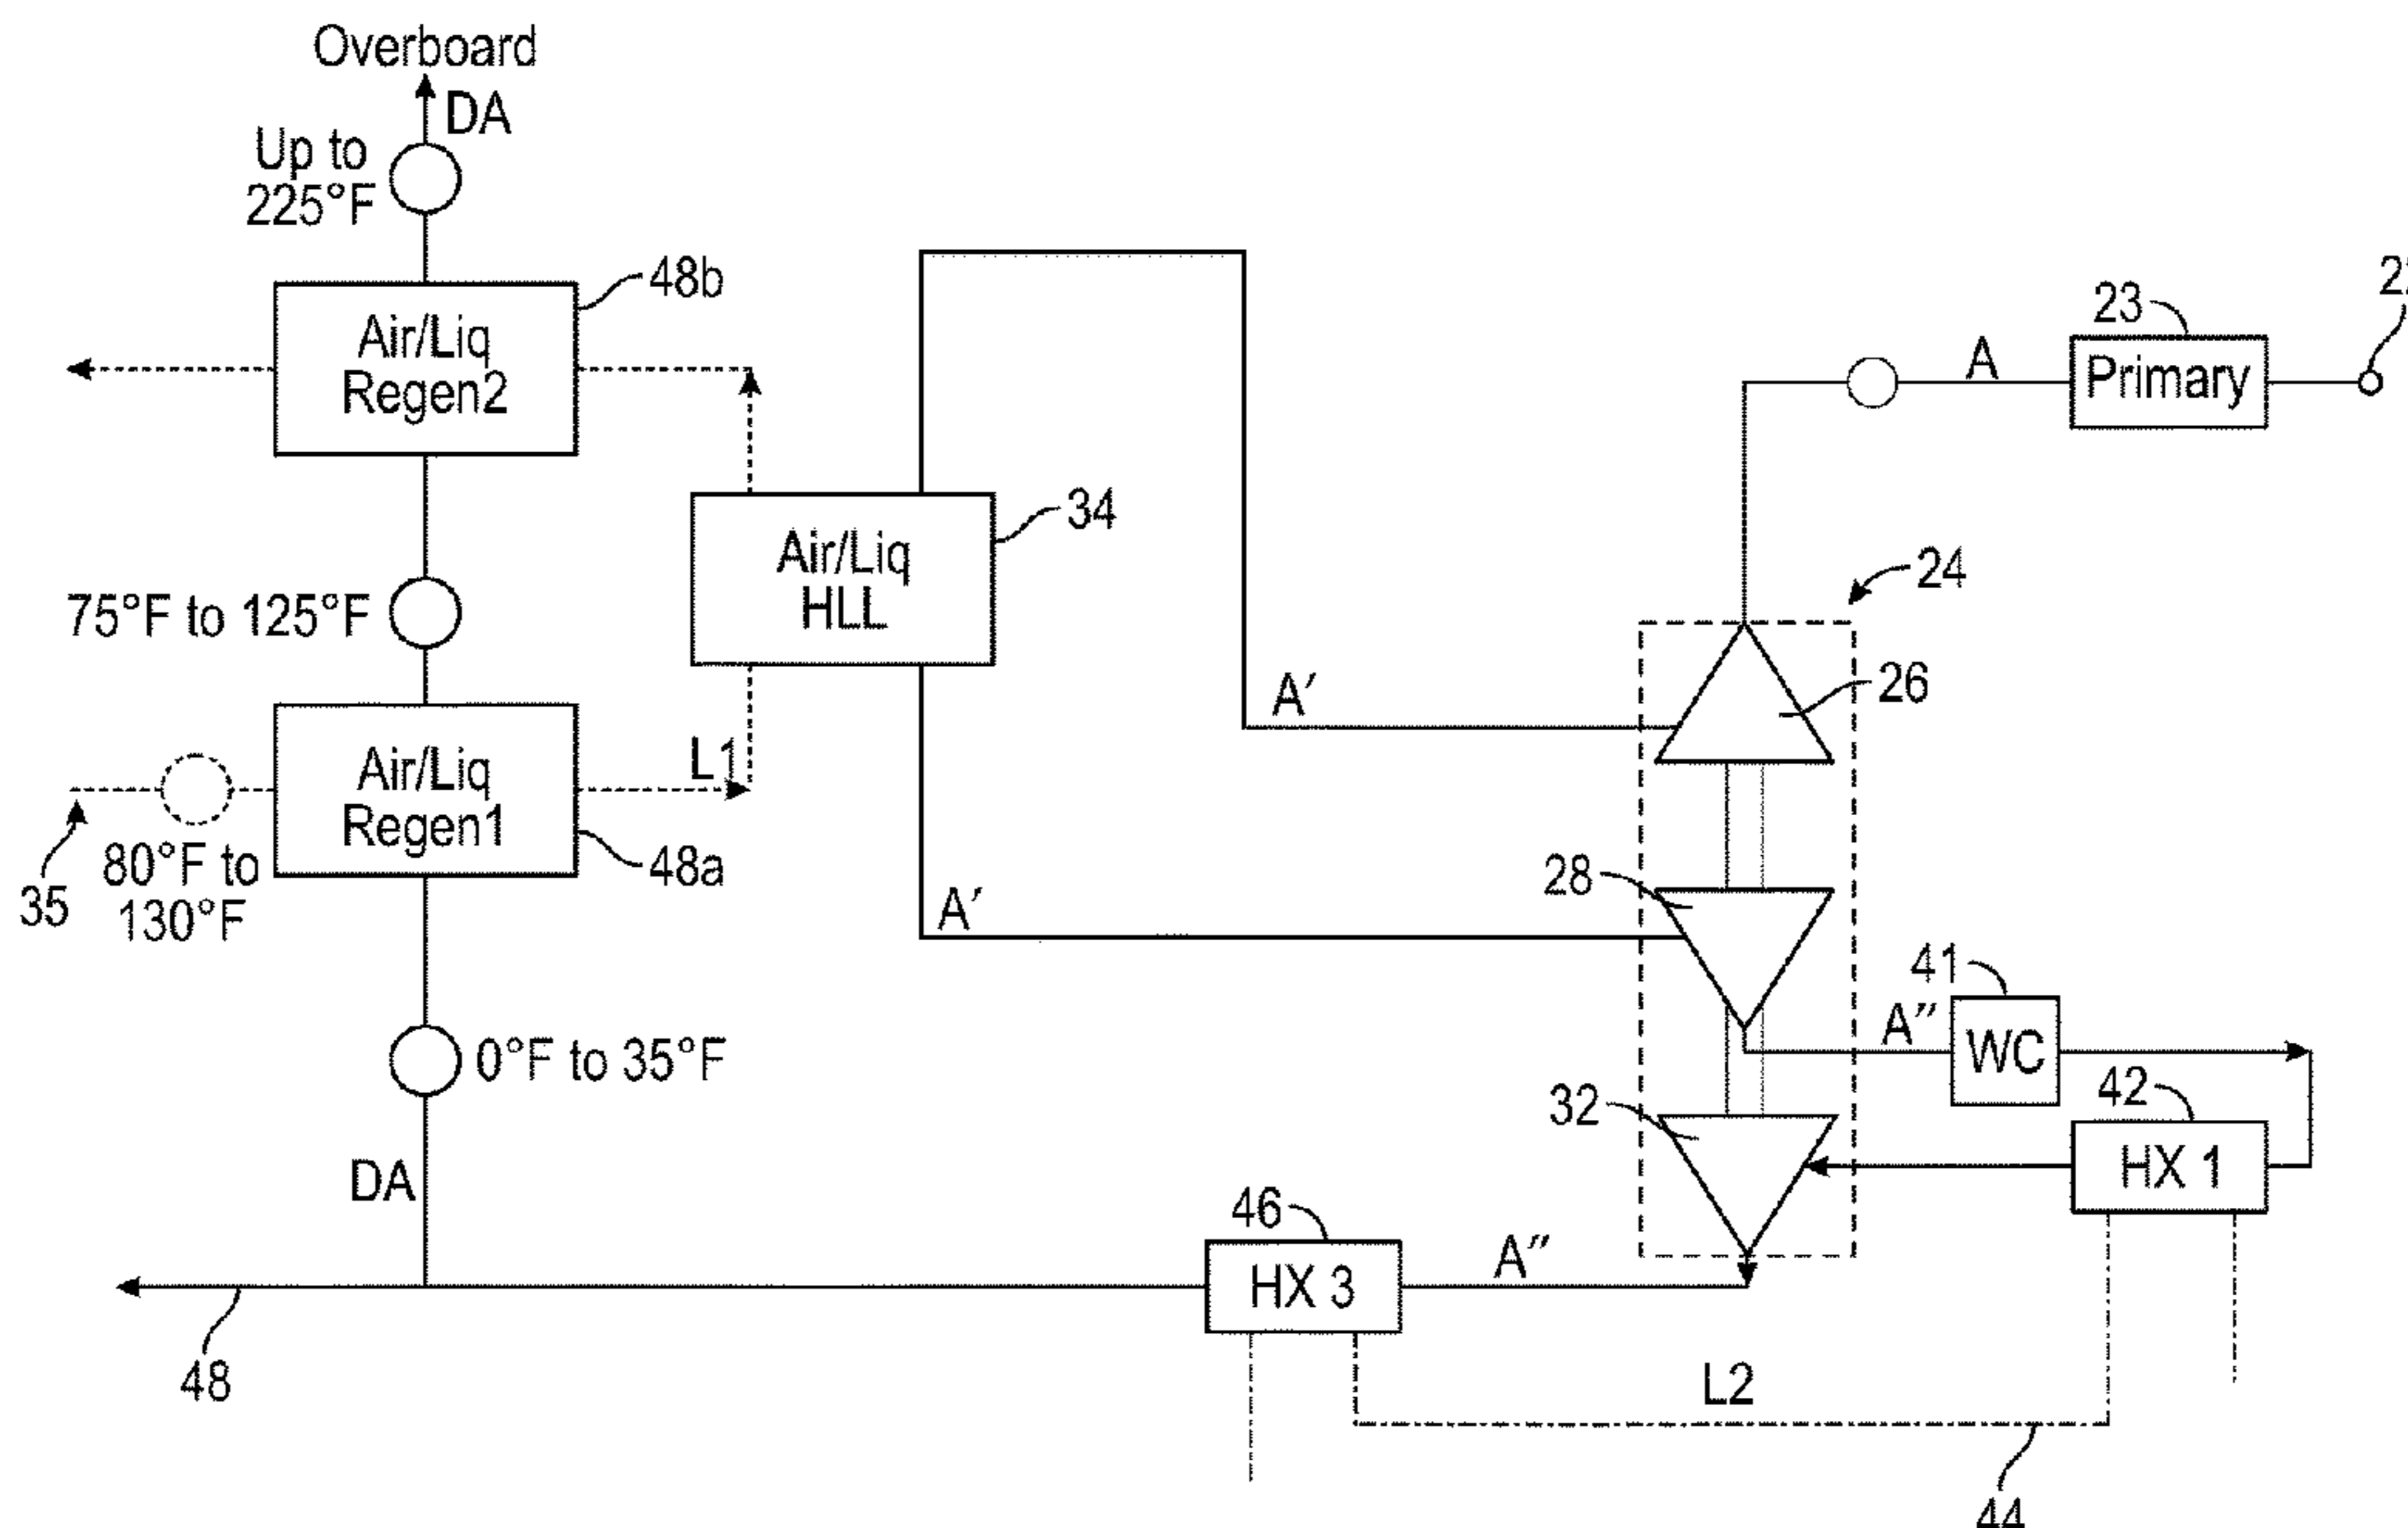 Overboard
DA
Up to
225°F
48b
Air/Liq
Regen2
23
Primary
A
34
Air/Liq
HLL
24
75°F to 125°F
A′
26
L1
Air/Liq
Regen1
48a
80°F to
130°F
35
28
A′
41
A″
WC
0°F to 35°F
32
42
HX 1
DA
46
A″
HX 3
48
L2
44